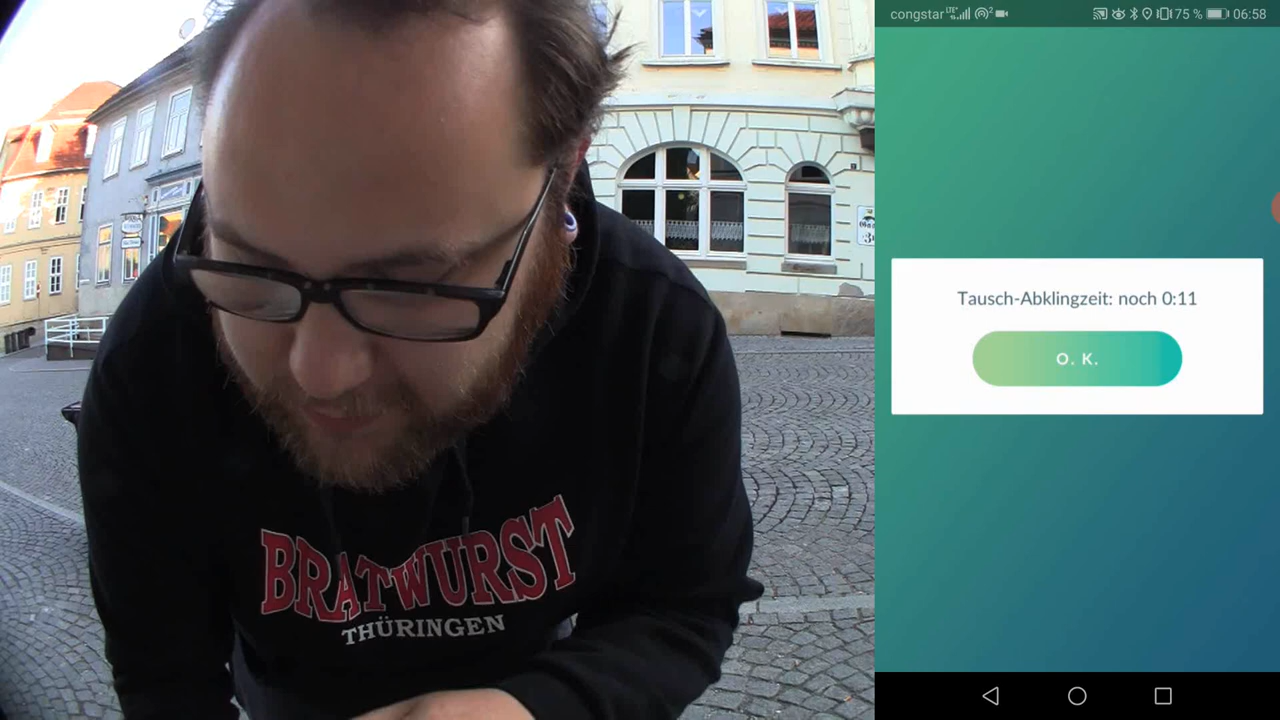 BRATWURST
THÜRINGEN
congstar 75 % 06:58
Tausch-Abklingzeit: noch 0:11
O. K.